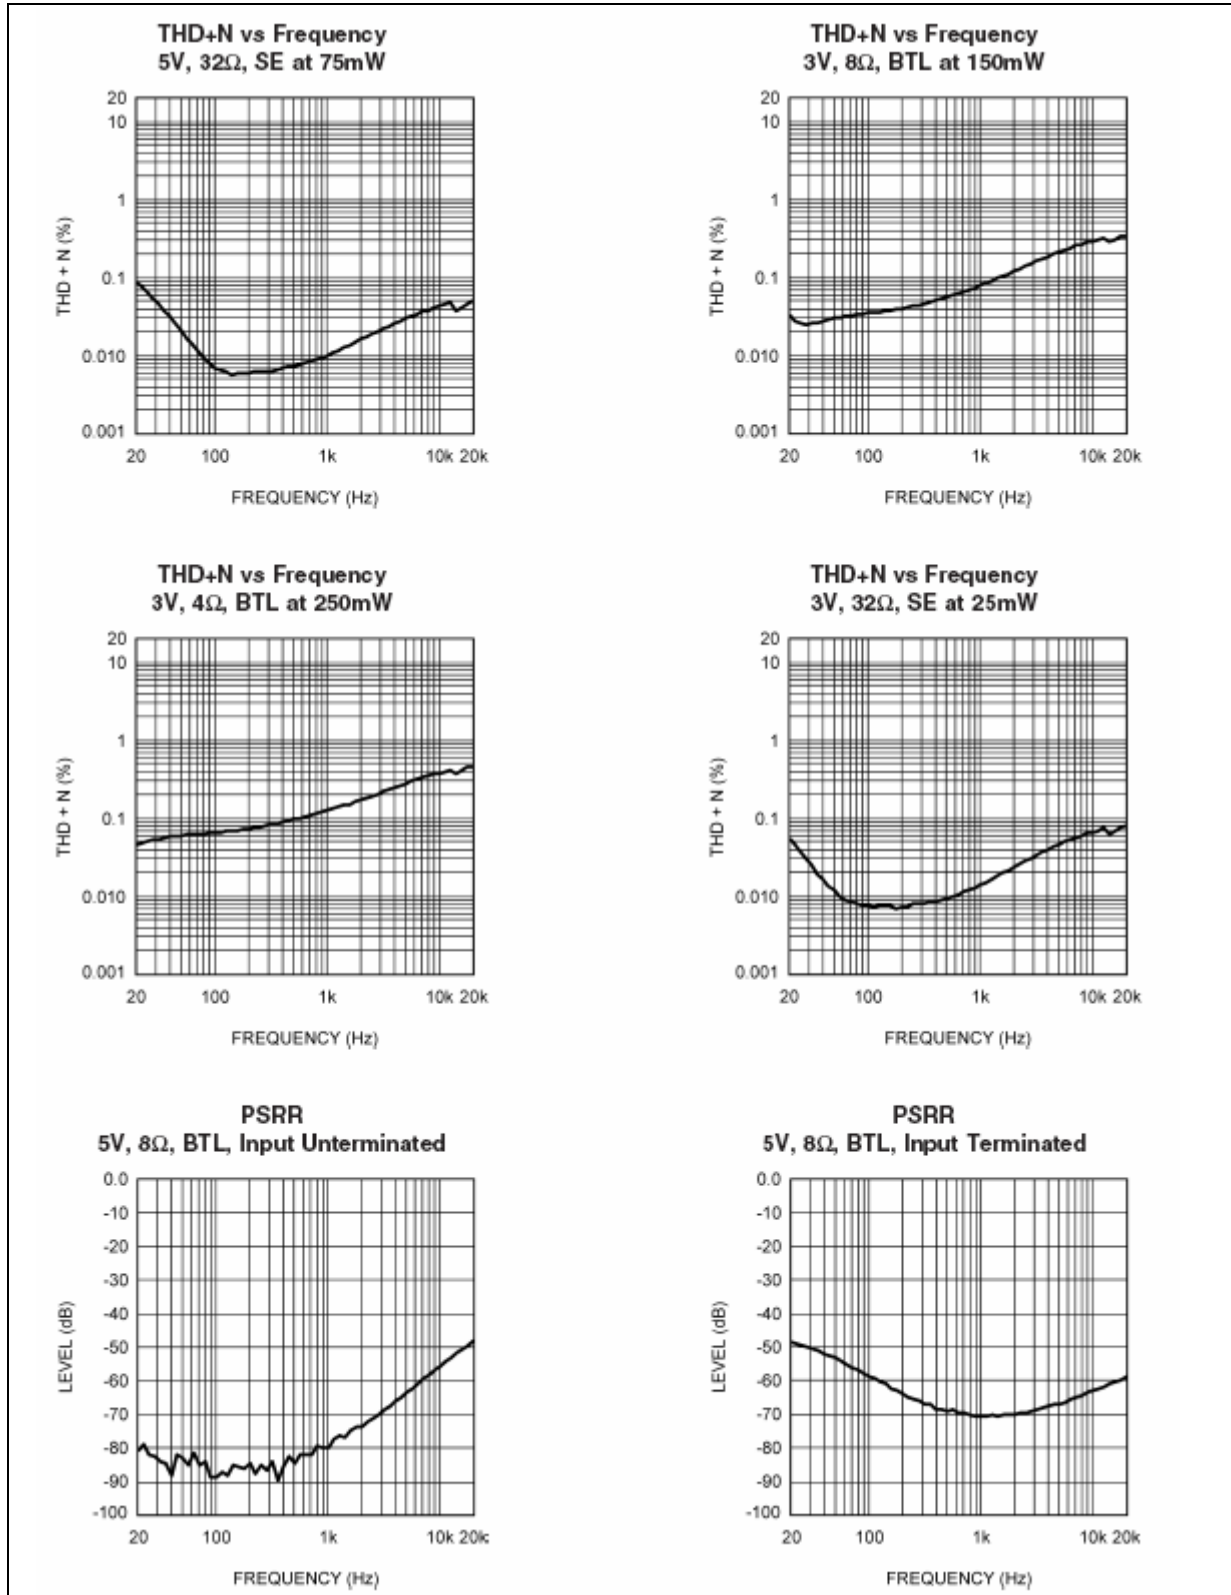 THD+N vs Frequency
5V, 32Ω, SE at 75mW
20
10
1
0.1
0.010
0.001
THD + N (%)
20 100 1k 10k 20k
FREQUENCY (Hz)
THD+N vs Frequency
3V, 8Ω, BTL at 150mW
20
10
1
0.1
0.010
0.001
THD + N (%)
20 100 1k 10k 20k
FREQUENCY (Hz)
THD+N vs Frequency
3V, 4Ω, BTL at 250mW
20
10
1
0.1
0.010
0.001
THD + N (%)
20 100 1k 10k 20k
FREQUENCY (Hz)
THD+N vs Frequency
3V, 32Ω, SE at 25mW
20
10
1
0.1
0.010
0.001
THD + N (%)
20 100 1k 10k 20k
FREQUENCY (Hz)
PSRR
5V, 8Ω, BTL, Input Unterminated
0.0
-10
-20
-30
-40
-50
-60
-70
-80
-90
-100
LEVEL (dB)
20 100 1k 10k 20k
FREQUENCY (Hz)
PSRR
5V, 8Ω, BTL, Input Terminated
0.0
-10
-20
-30
-40
-50
-60
-70
-80
-90
-100
LEVEL (dB)
20 100 1k 10k 20k
FREQUENCY (Hz)